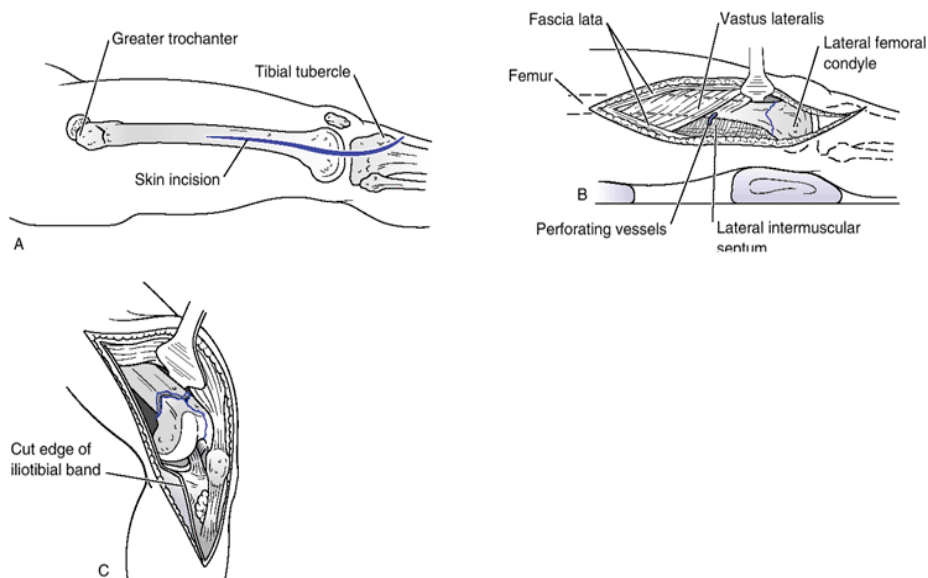 Greater trochanter
Tibial tubercle
Skin incision
A
Fascia lata
Vastus lateralis
Lateral femoral
condyle
Femur
B
Perforating vessels
Lateral intermuscular
septum
Cut edge of
iliotibial band
C